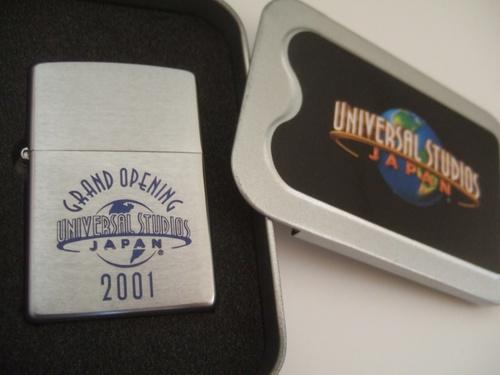 GRAND OPENING
UNIVERSAL STUDIOS
JAPAN
2001
UNIVERSAL STUDIOS
JAPAN